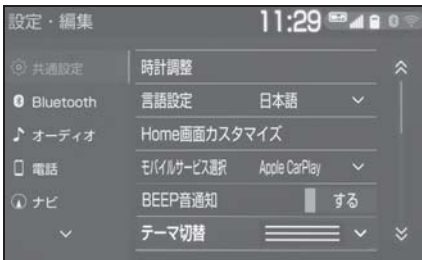 設定・編集 11:29 0
共通設定
Bluetooth
オーディオ
電話
ナビ
時計調整
言語設定 日本語
Home画面カスタマイズ
モバイルサービス選択 Apple CarPlay
BEEP音通知 する
テーマ切替